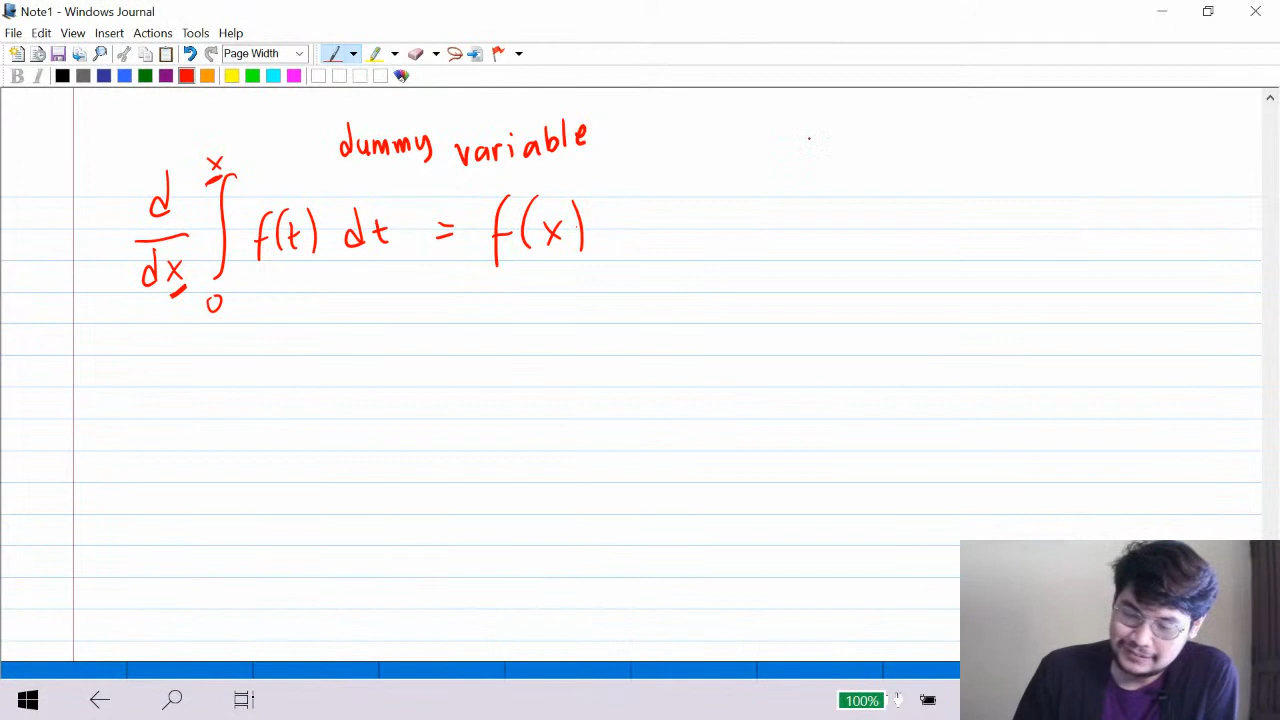 Note1 - Windows Journal
File Edit View Insert Actions Tools Help
Page Width
B I
dummy variable
d/dx ∫₀ˣ f(t) dt = f(x)
100%